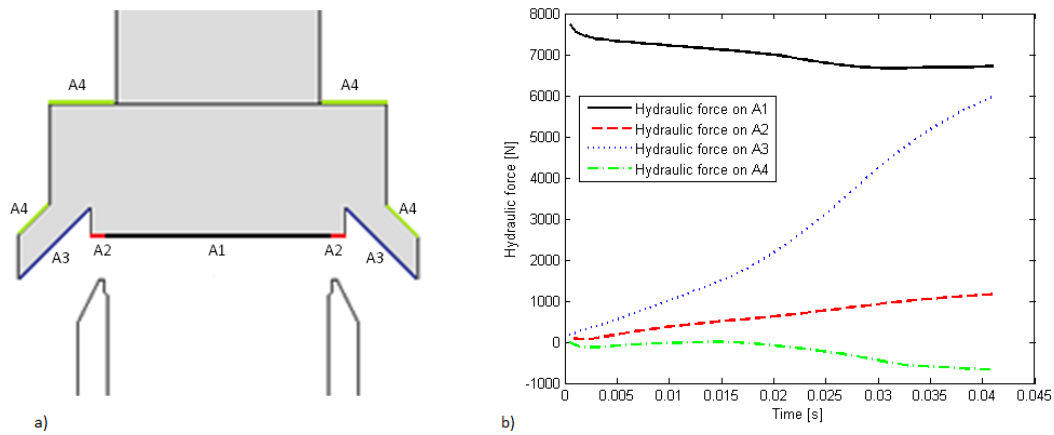 A4
A4
A4
A4
A3
A2
A1
A2
A3
a)
8000
7000
6000
5000
4000
3000
2000
1000
0
-1000
Hydraulic force [N]
Hydraulic force on A1
Hydraulic force on A2
Hydraulic force on A3
Hydraulic force on A4
0 0.005 0.01 0.015 0.02 0.025 0.03 0.035 0.04 0.045
Time [s]
b)